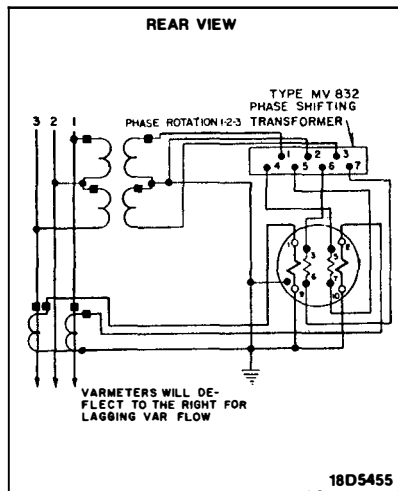 REAR VIEW
TYPE MV 832
PHASE SHIFTING
TRANSFORMER
3 2 1
PHASE ROTATION 1-2-3
1 2 3
4 5 6 7
1 2
3 5
6 7
9 10
VARMETERS WILL DE-
FLECT TO THE RIGHT FOR
LAGGING VAR FLOW
18D5455